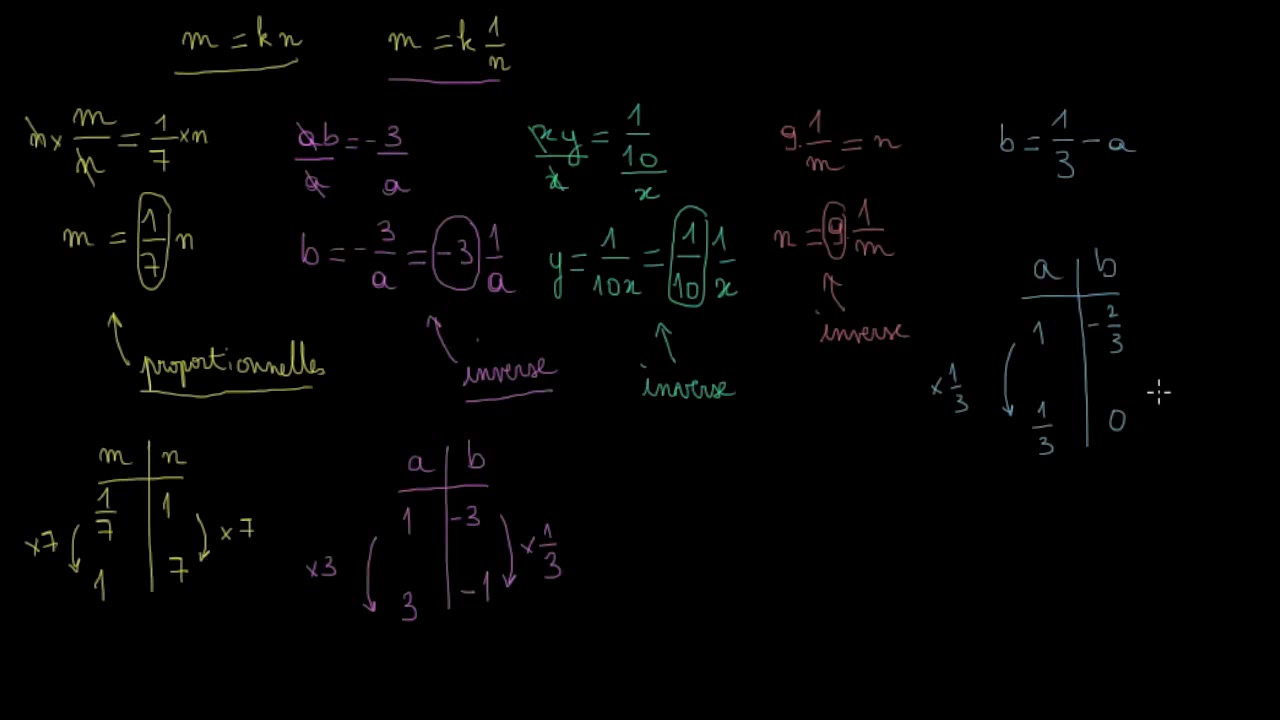 m = k n
m = k 1/n
n × m/n = 1/7 × n
m = 1/7 n
proportionnelles
m | n
1/7 | 1
1 | 7
×7
×7
ab/a = -3/a
b = -3/a = -3 1/a
inverse
a | b
1 | -3
3 | -1
×3
×1/3
xy/x = 1/10/x
y = 1/10x = 1/10 1/x
inverse
9. 1/m = n
n = 9. 1/m
inverse
b = 1/3 - a
a | b
1 | -2/3
1/3 | 0
×1/3